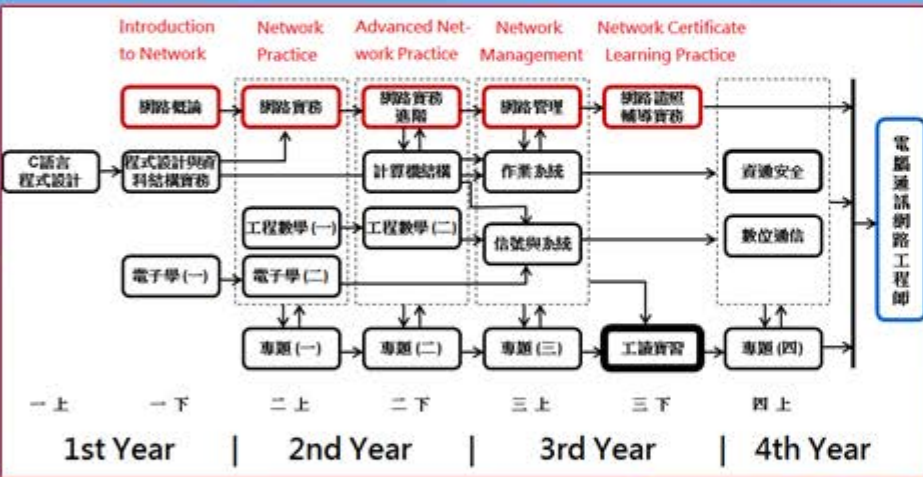 Introduction
to Network
Network
Practice
Advanced Net-
work Practice
Network
Management
Network Certificate
Learning Practice
網路概論
網路實務
網路實務
進階
網路管理
網路證照
輔導實務
C語言
程式設計
程式設計與資
料結構實務
計算機結構
作業系統
資通安全
工程數學(一)
工程數學(二)
信號與系統
數位通信
電子學(一)
電子學(二)
專題(一)
專題(二)
專題(三)
工讀實習
專題(四)
電腦通訊網路工程師
一上
一下
二上
二下
三上
三下
四上
1st Year | 2nd Year | 3rd Year | 4th Year